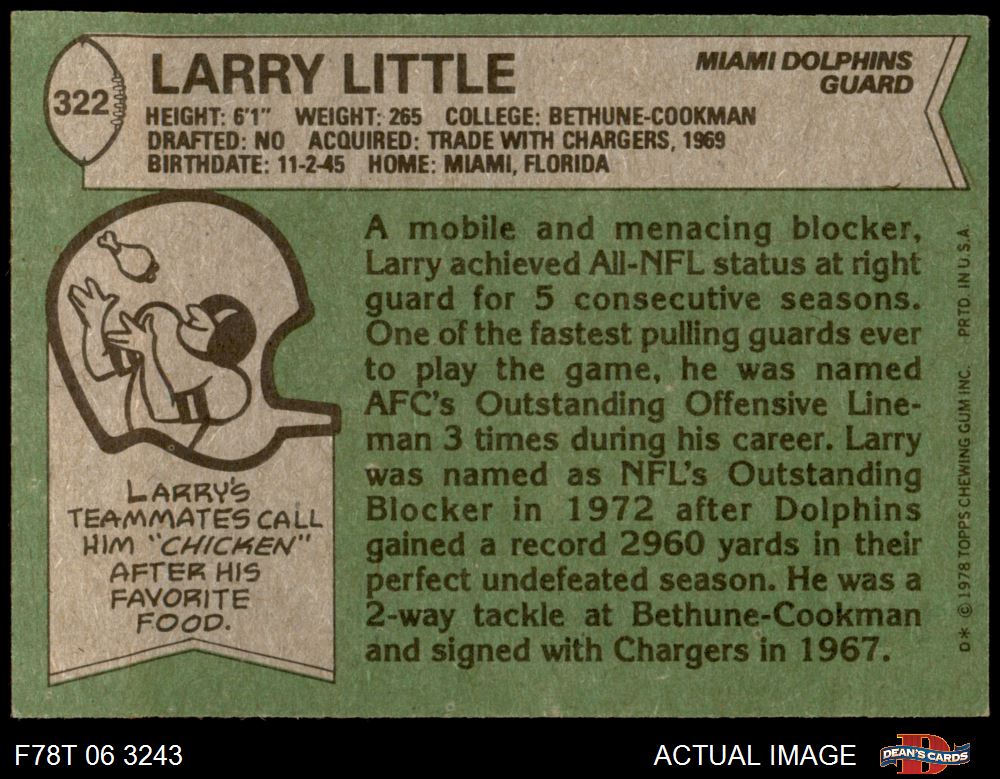 322
LARRY LITTLE
MIAMI DOLPHINS
GUARD
HEIGHT: 6'1" WEIGHT: 265 COLLEGE: BETHUNE-COOKMAN
DRAFTED: NO ACQUIRED: TRADE WITH CHARGERS, 1969
BIRTHDATE: 11-2-45 HOME: MIAMI, FLORIDA
LARRY'S
TEAMMATES CALL
HIM "CHICKEN"
AFTER HIS
FAVORITE
FOOD.
A mobile and menacing blocker,
Larry achieved All-NFL status at right
guard for 5 consecutive seasons.
One of the fastest pulling guards ever
to play the game, he was named
AFC's Outstanding Offensive Line-
man 3 times during his career. Larry
was named as NFL's Outstanding
Blocker in 1972 after Dolphins
gained a record 2960 yards in their
perfect undefeated season. He was a
2-way tackle at Bethune-Cookman
and signed with Chargers in 1967.
D* © 1978 TOPPS CHEWING GUM INC. PRTD. IN U.S.A.
F78T 06 3243
ACTUAL IMAGE
DEAN'S CARDS